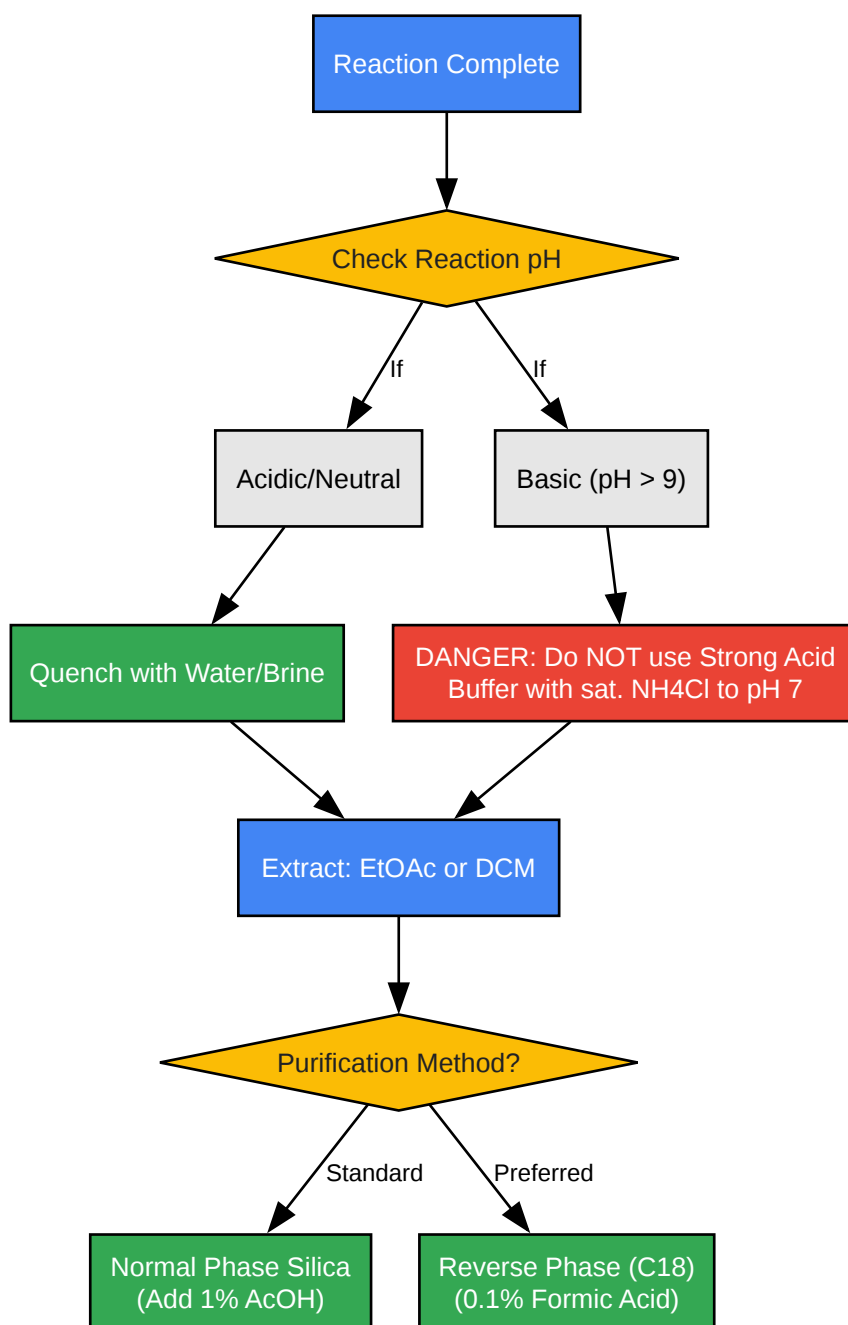 Reaction Complete
Check Reaction pH
If
If
Acidic/Neutral
Basic (pH > 9)
Quench with Water/Brine
DANGER: Do NOT use Strong Acid
Buffer with sat. NH4Cl to pH 7
Extract: EtOAc or DCM
Purification Method?
Standard
Preferred
Normal Phase Silica
(Add 1% AcOH)
Reverse Phase (C18)
(0.1% Formic Acid)